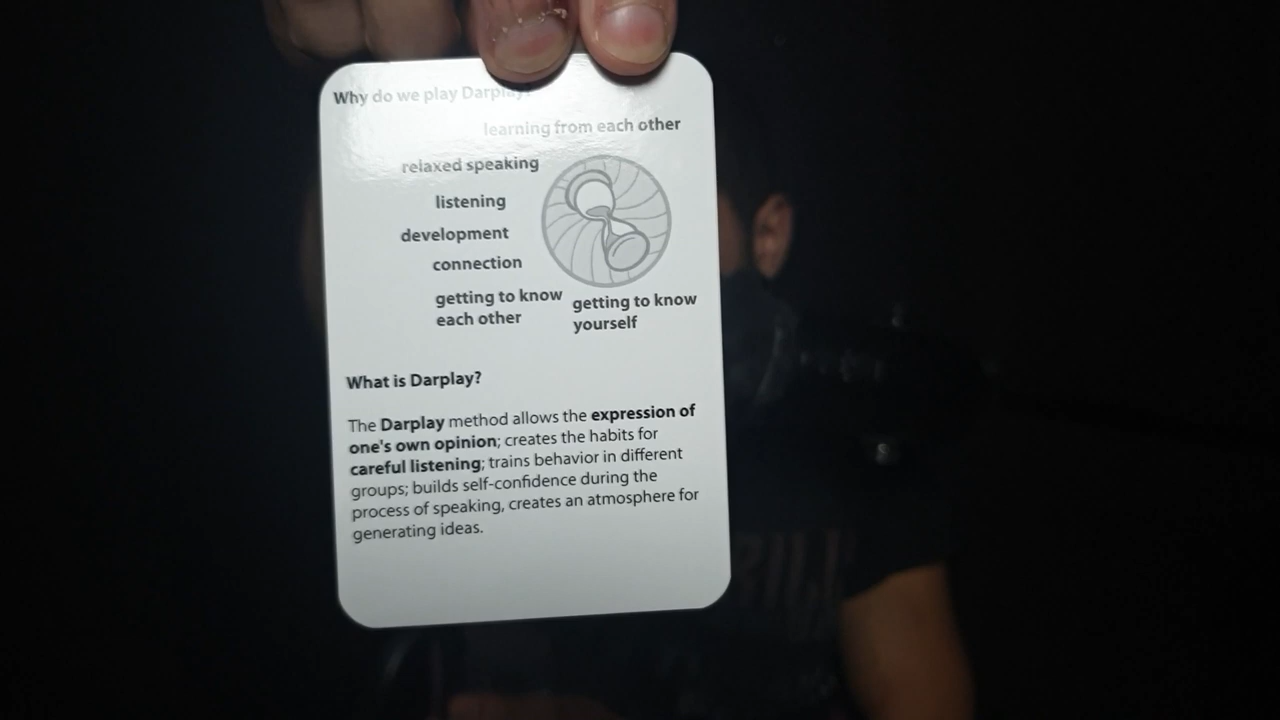 Why do we play Darplay?
learning from each other
relaxed speaking
listening
development
connection
getting to know
each other
getting to know
yourself
What is Darplay?
The Darplay method allows the expression of
one's own opinion; creates the habits for
careful listening; trains behavior in different
groups; builds self-confidence during the
process of speaking, creates an atmosphere for
generating ideas.